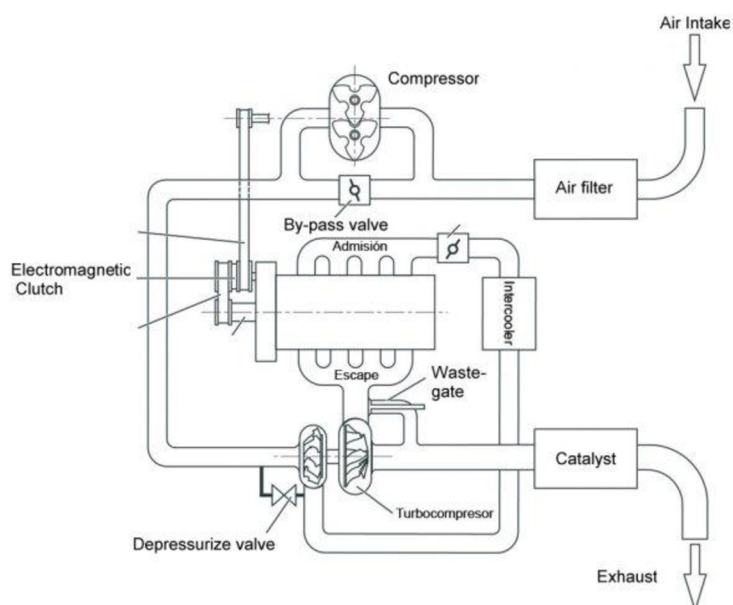 Air Intake
Compressor
Air filter
By-pass valve
Admisión
Electromagnetic
Clutch
Intercooler
Escape
Waste-
gate
Catalyst
Turbocompresor
Depressurize valve
Exhaust